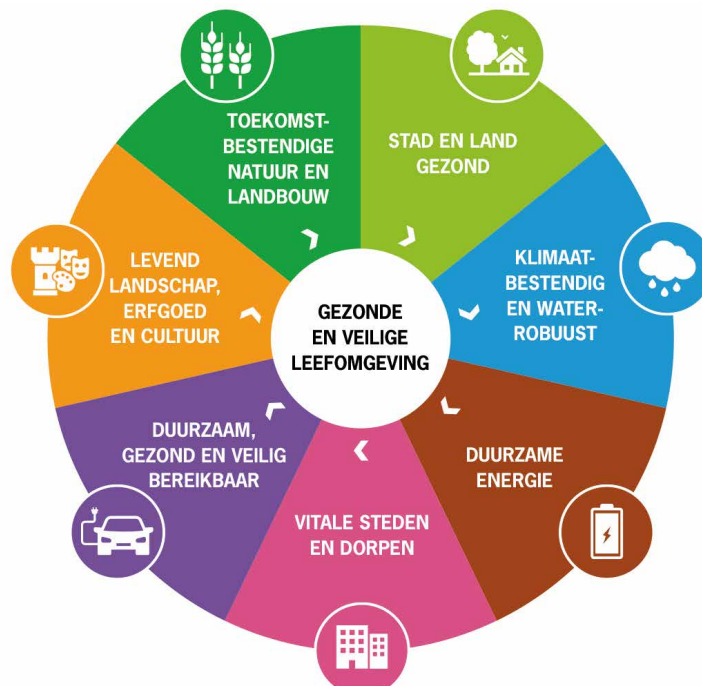 TOEKOMST-
BESTENDIGE
NATUUR EN
LANDBOUW
STAD EN LAND
GEZOND
KLIMAAT-
BESTENDIG
EN WATER-
ROBUUST
DUURZAME
ENERGIE
VITALE STEDEN
EN DORPEN
DUURZAAM,
GEZOND EN VEILIG
BEREIKBAAR
LEVEND
LANDSCHAP,
ERFGOED
EN CULTUUR
GEZONDE
EN VEILIGE
LEEFOMGEVING